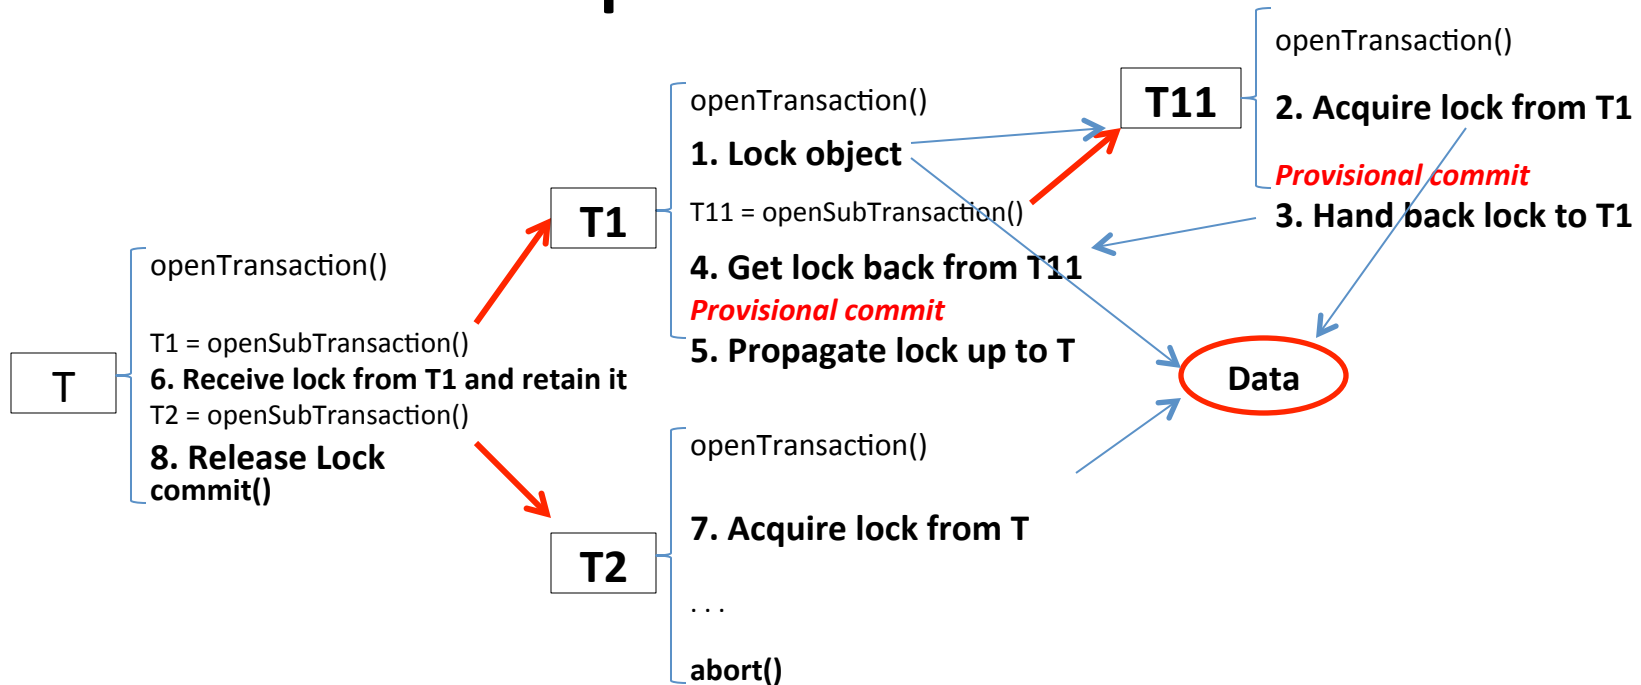 T
openTransaction()
T1 = openSubTransaction()
6. Receive lock from T1 and retain it
T2 = openSubTransaction()
8. Release Lock
commit()
T1
openTransaction()
1. Lock object
T11 = openSubTransaction()
4. Get lock back from T11
Provisional commit
5. Propagate lock up to T
T11
openTransaction()
2. Acquire lock from T1
Provisional commit
3. Hand back lock to T1
Data
T2
openTransaction()
7. Acquire lock from T
. . .
abort()